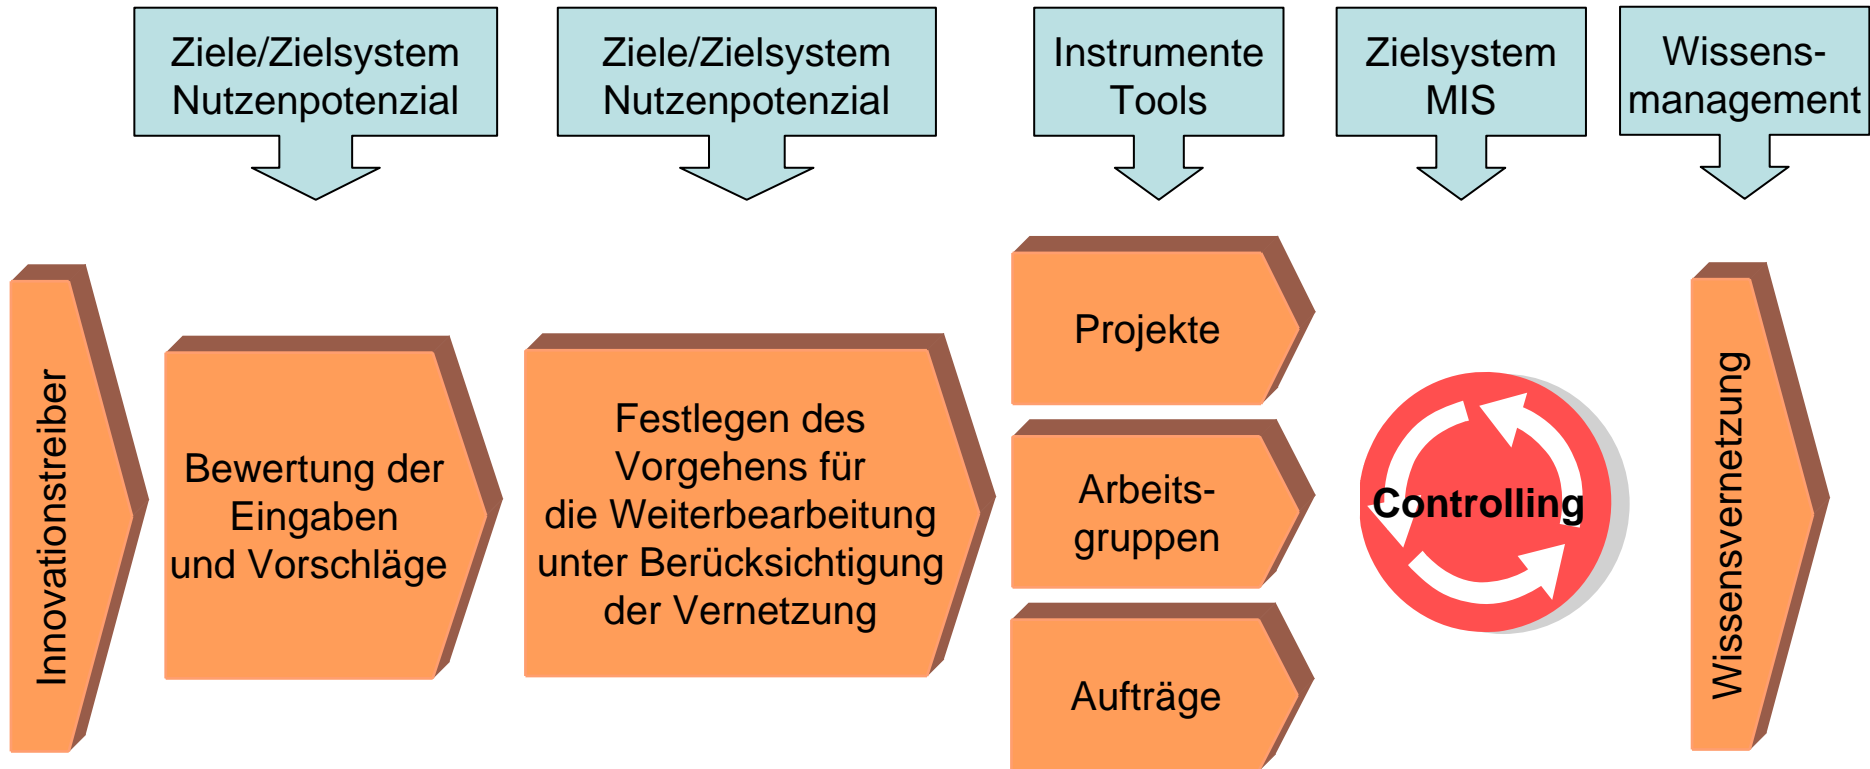 Ziele/Zielsystem
Nutzenpotenzial
Ziele/Zielsystem
Nutzenpotenzial
Instrumente
Tools
Zielsystem
MIS
Wissens-
management
Innovationstreiber
Bewertung der
Eingaben
und Vorschläge
Festlegen des
Vorgehens für
die Weiterbearbeitung
unter Berücksichtigung
der Vernetzung
Projekte
Arbeits-
gruppen
Aufträge
Controlling
Wissensvernetzung